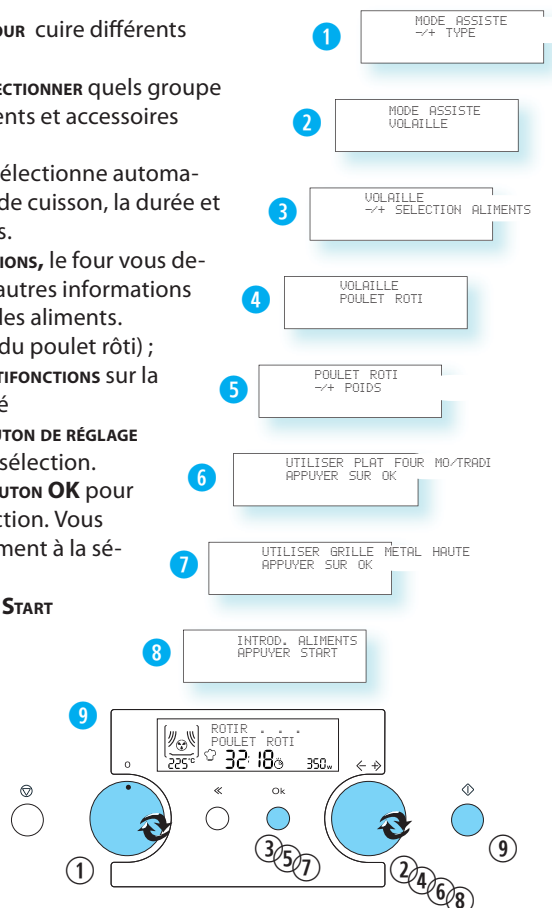 our cuire différents
ectionner quels groupe
ents et accessoires
électionne automa-
de cuisson, la durée et
s.
ions, le four vous de-
autres informations
des aliments.
du poulet rôti) ;
tifonctions sur la
é
uton de réglage
sélection.
uton OK pour
ction. Vous
ment à la sé-
Start
1
MODE ASSISTE
-/+ TYPE
2
MODE ASSISTE
VOLAILLE
3
VOLAILLE
-/+ SELECTION ALIMENTS
4
VOLAILLE
POULET ROTI
5
POULET ROTI
-/+ POIDS
6
UTILISER PLAT FOUR MO/TRADI
APPUYER SUR OK
7
UTILISER GRILLE METAL HAUTE
APPUYER SUR OK
8
INTROD. ALIMENTS
APPUYER START
9
ROTIR . . .
POULET ROTI
225°C 32:18 350W
0
Ok
1
3 5 7
2 4 6 8
9